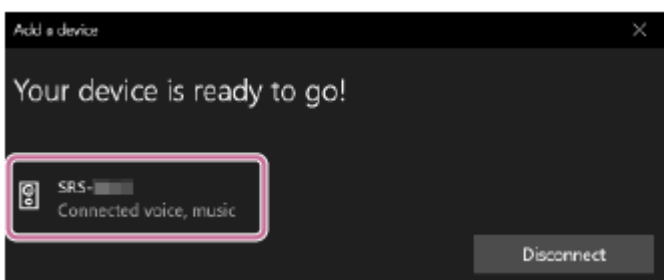 Add a device
Your device is ready to go!
SRS-
Connected voice, music
Disconnect